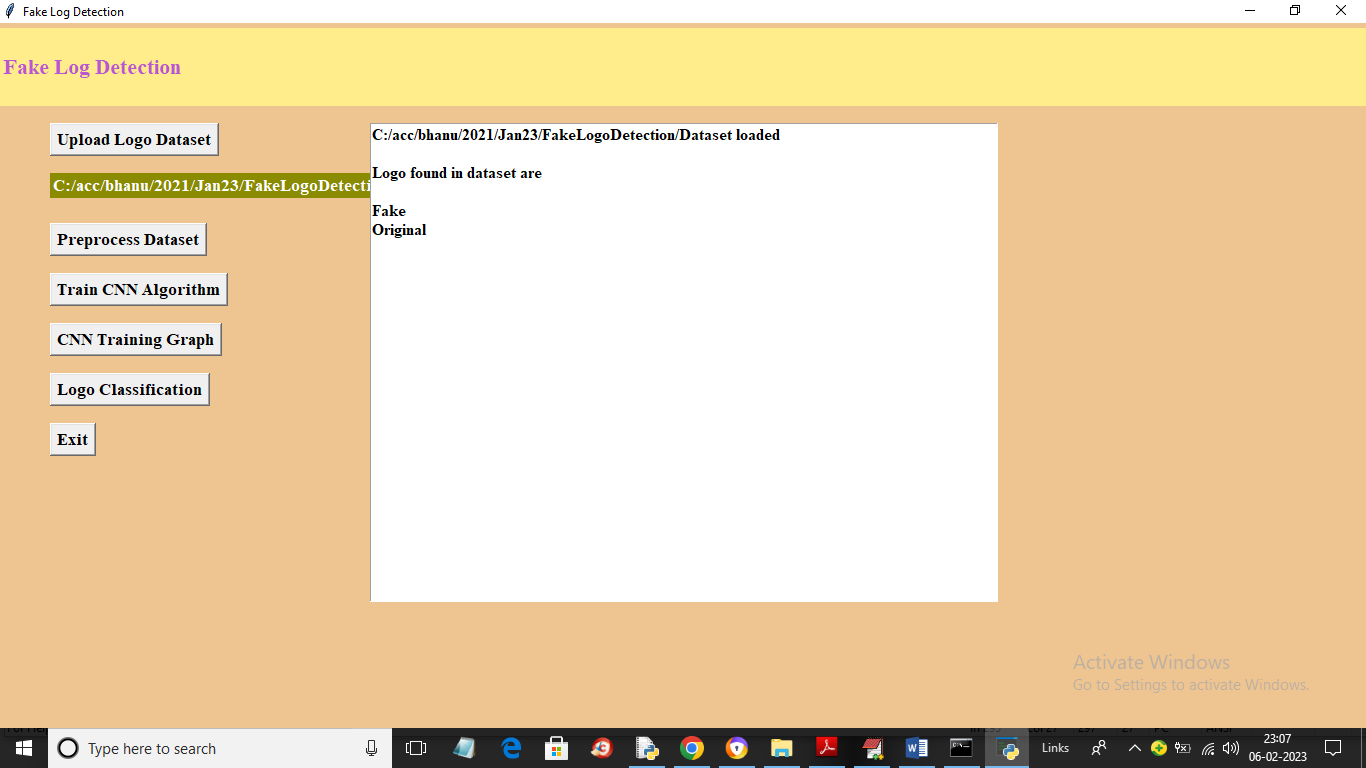 Fake Log Detection
Fake Log Detection
Upload Logo Dataset
C:/acc/bhanu/2021/Jan23/FakeLogoDetecti
Preprocess Dataset
Train CNN Algorithm
CNN Training Graph
Logo Classification
Exit
C:/acc/bhanu/2021/Jan23/FakeLogoDetection/Dataset loaded
Logo found in dataset are
Fake
Original
Activate Windows
Go to Settings to activate Windows.
Type here to search
Links
23:07
06-02-2023